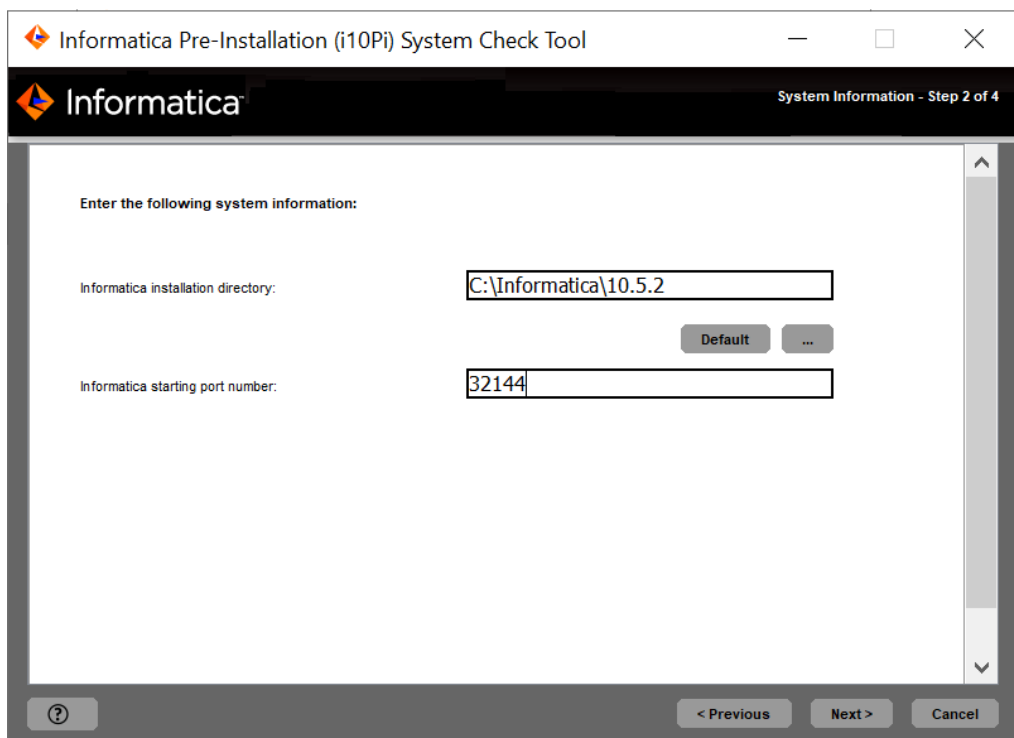 Informatica Pre-Installation (i10Pi) System Check Tool
Informatica
System Information - Step 2 of 4
Enter the following system information:
Informatica installation directory:
C:\Informatica\10.5.2
Default
...
Informatica starting port number:
32144
?
< Previous
Next >
Cancel